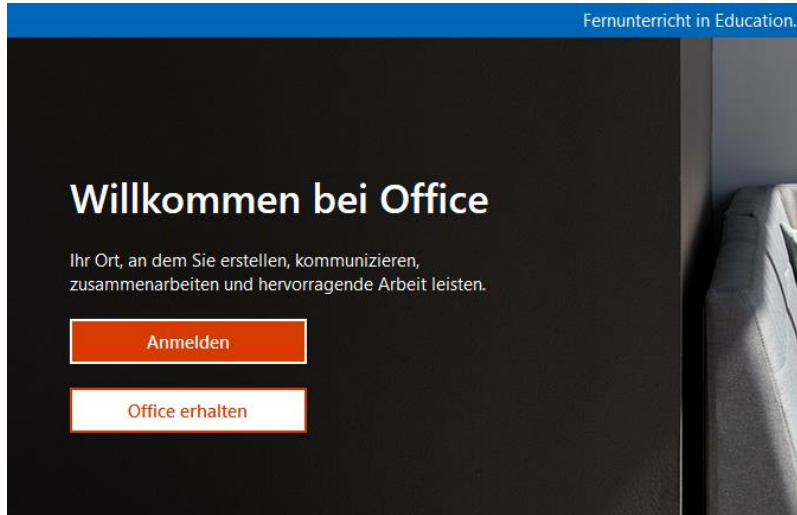 Fernunterricht in Education.
Willkommen bei Office
Ihr Ort, an dem Sie erstellen, kommunizieren,
zusammenarbeiten und hervorragende Arbeit leisten.
Anmelden
Office erhalten